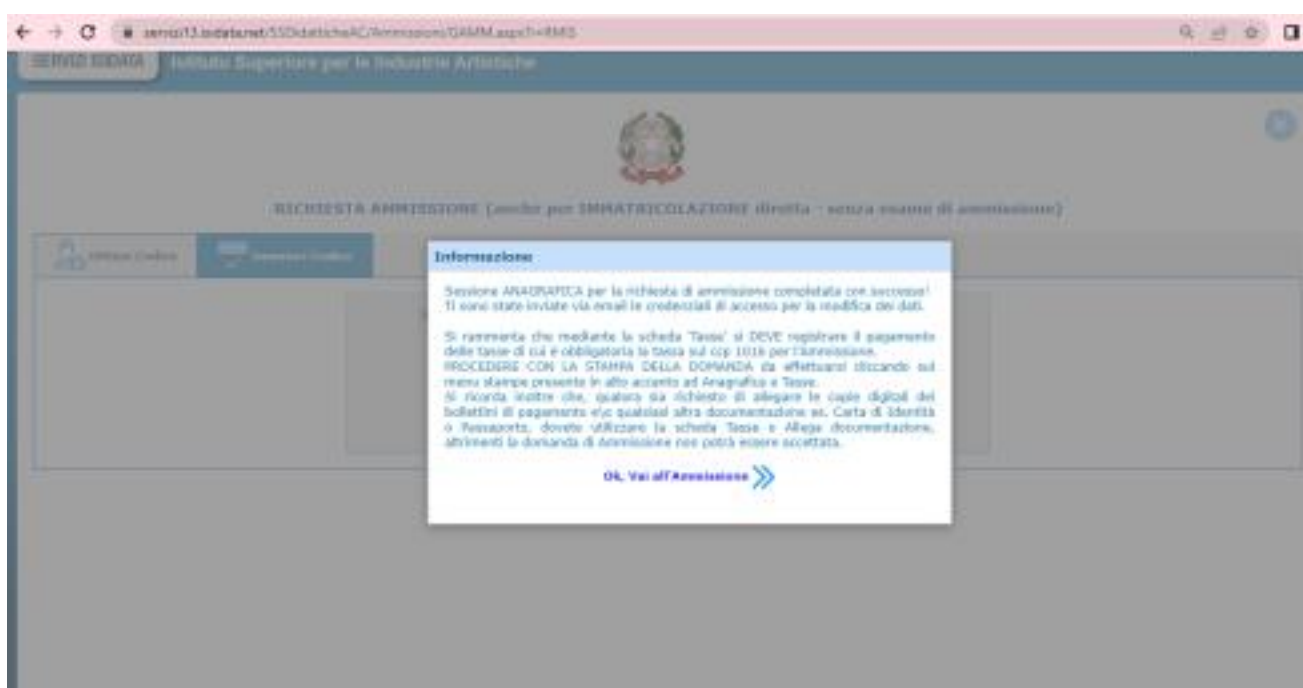 servizi13.isidata.net/SSDidatticheAC/Ammissioni/GAMM.aspx?I=RMIS
SERVIZI ISIDATA Istituto Superiore per le Industrie Artistiche
RICHIESTA AMMISSIONE (anche per IMMATRICOLAZIONE diretta - senza esame di ammissione)
Ottieni Codice
Informazione
Sessione ANAGRAFICA per la richiesta di ammissione completata con successo!
Ti sono state inviate via email le credenziali di accesso per la modifica dei dati.
Si rammenta che mediante la scheda 'Tasse' si DEVE registrare il pagamento
delle tasse di cui è obbligatoria la tassa sul ccp 1016 per l'Ammissione.
PROCEDERE CON LA STAMPA DELLA DOMANDA da effettuarsi cliccando sul
menu stampe presente in alto accanto ad Anagrafica e Tasse.
Si ricorda inoltre che, qualora sia richiesto di allegare le copie digitali dei
bollettini di pagamento e\o qualsiasi altra documentazione es. Carta di Identità
o Passaporto, dovete utilizzare la scheda Tasse e Allega documentazione,
altrimenti la domanda di Ammissione non potrà essere accettata.
Ok, Vai all'Ammissione